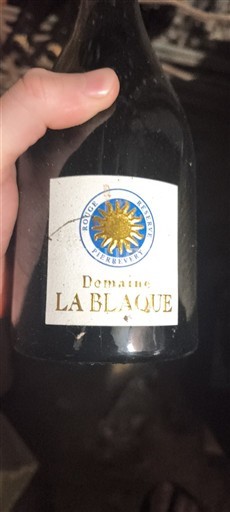 ROUGE RESERVE
PIERREVERT
Domaine
LA BLAQUE